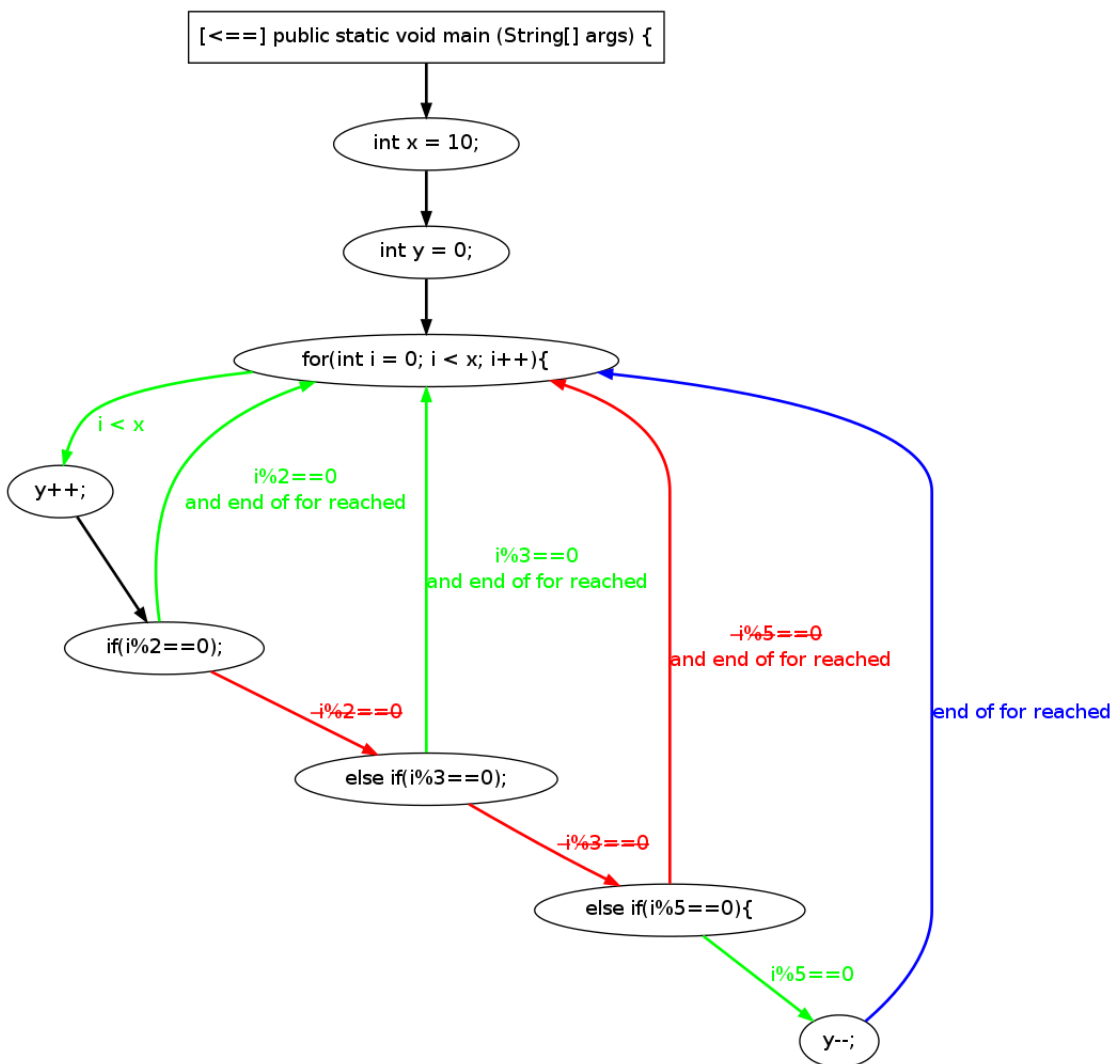 [<==] public static void main (String[] args) {
int x = 10;
int y = 0;
for(int i = 0; i < x; i++){
i < x
i%2==0
and end of for reached
y++;
i%3==0
and end of for reached
i%5==0
and end of for reached
if(i%2==0);
i%2==0
end of for reached
else if(i%3==0);
i%3==0
else if(i%5==0){
i%5==0
y--;